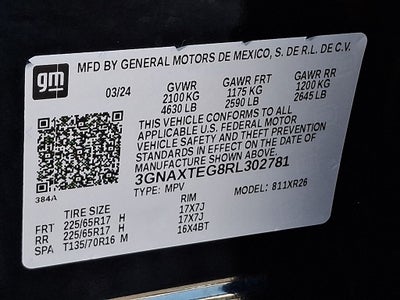 gm
MFD BY GENERAL MOTORS DE MEXICO, S. DE R.L. DE C.V.
03/24 GVWR GAWR FRT GAWR RR
2100 KG 1175 KG 1200 KG
4630 LB 2590 LB 2645 LB
THIS VEHICLE CONFORMS TO ALL
APPLICABLE U.S. FEDERAL MOTOR
VEHICLE SAFETY AND THEFT
PREVENTION STANDARDS IN
EFFECT ON THE DATE OF
MANUFACTURE SHOWN ABOVE.
3GNAXTEG8RL302781
384A TYPE: MPV 811XR26
TIRE SIZE RIM
FRT 225/65R17 H 17X7J
RR 225/65R17 H 17X7J
SPA T135/70R16 M 16X4BT